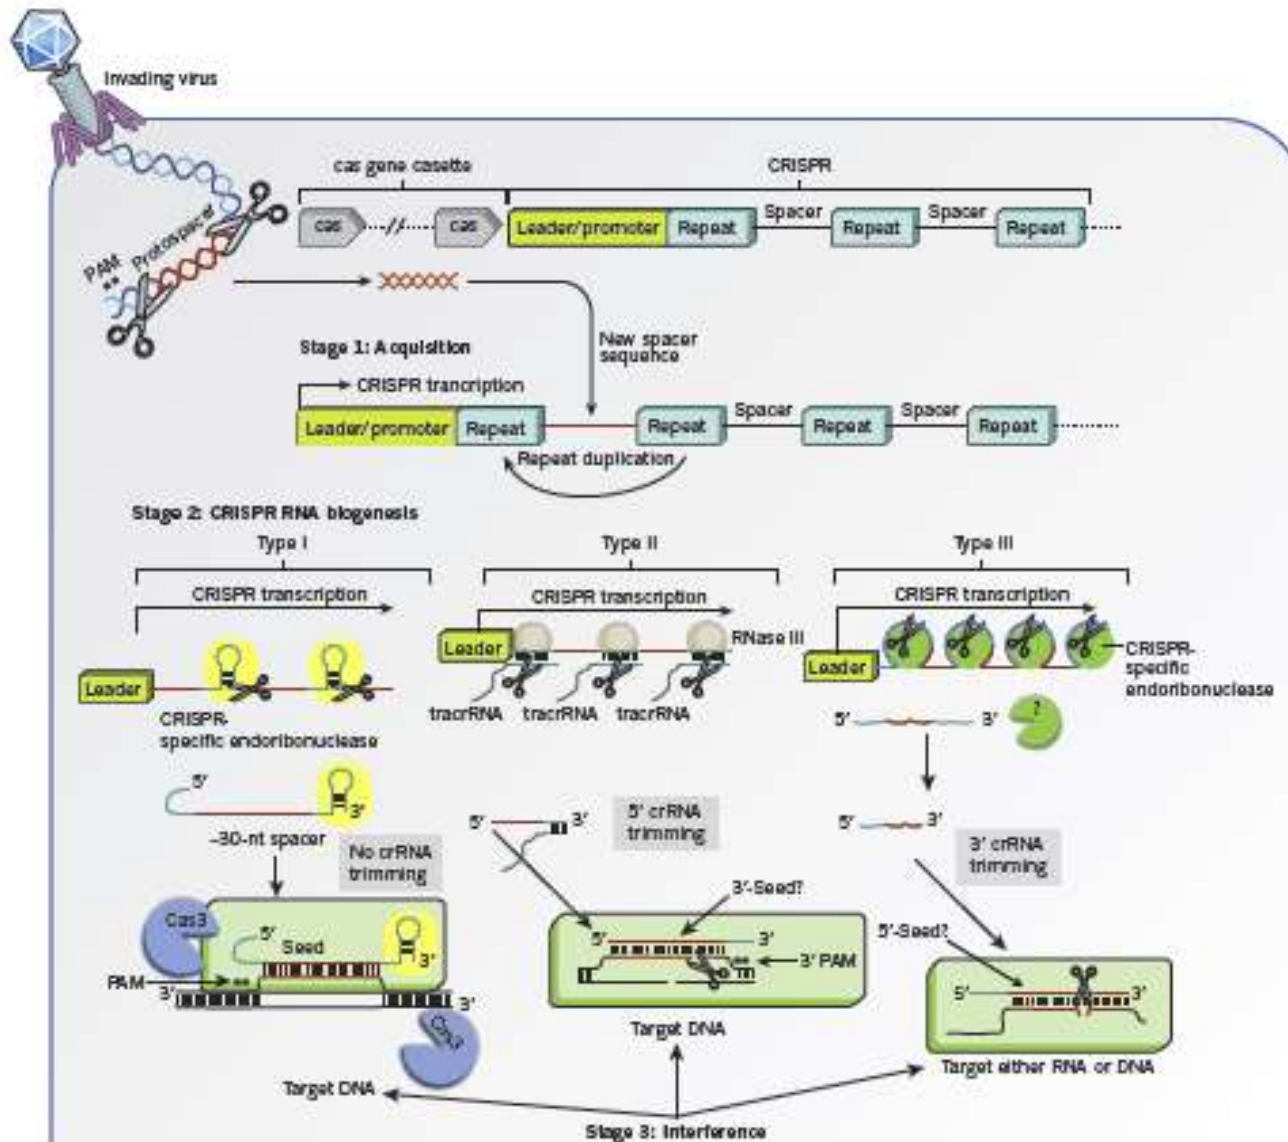 Invading virus
cas gene casette
CRISPR
PAM
Protospacer
cas
cas
Leader/promoter
Repeat
Spacer
Repeat
Spacer
Repeat
Stage 1: Acquisition
New spacer
sequence
CRISPR trancription
Leader/promoter
Repeat
Repeat
Spacer
Repeat
Spacer
Repeat
Repeat duplication
Stage 2: CRISPR RNA biogenesis
Type I
CRISPR transcription
Leader
CRISPR-
specific endoribonuclease
5'
3'
~30-nt spacer
No crRNA
trimming
Cas3
5'
Seed
3'
PAM
3'
3'
Cas3
Target DNA
Type II
CRISPR transcription
Leader
RNase III
tracrRNA
tracrRNA
tracrRNA
5'
3'
5' crRNA
trimming
3'-Seed?
5'
3'
3' PAM
Target DNA
Type III
CRISPR transcription
Leader
CRISPR-
specific
endoribonuclease
5'
3'
?
5'
3'
3' crRNA
trimming
5'-Seed?
5'
3'
Target either RNA or DNA
Stage 3: Interference